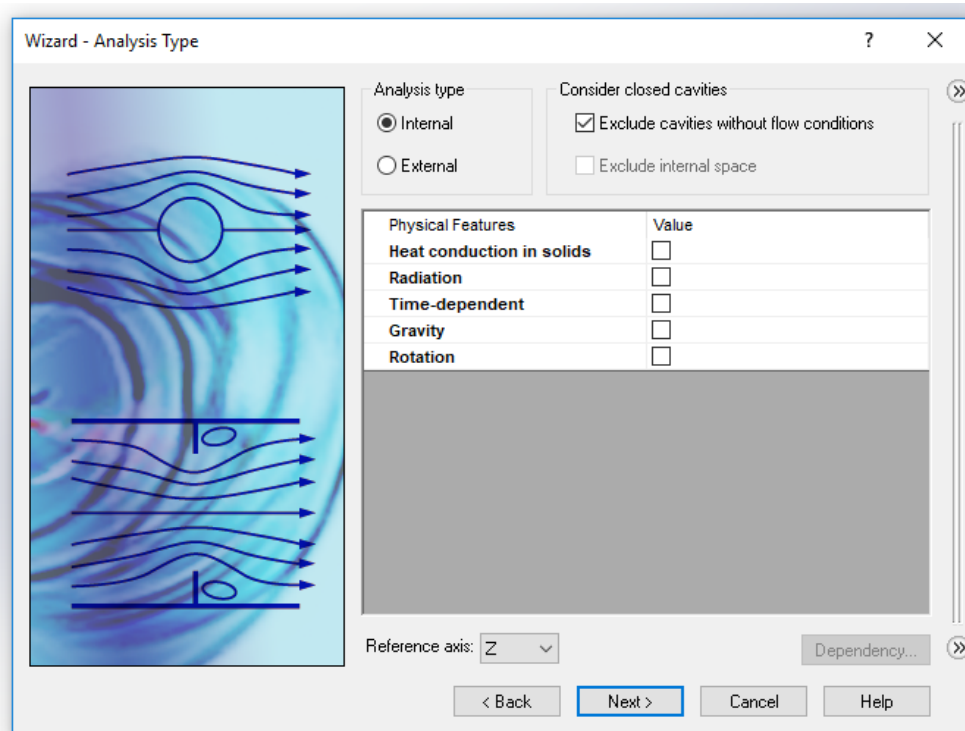 Wizard - Analysis Type
?
Analysis type
Internal
External
Consider closed cavities
Exclude cavities without flow conditions
Exclude internal space
Physical Features Value
Heat conduction in solids
Radiation
Time-dependent
Gravity
Rotation
Reference axis: Z
Dependency...
< Back Next > Cancel Help